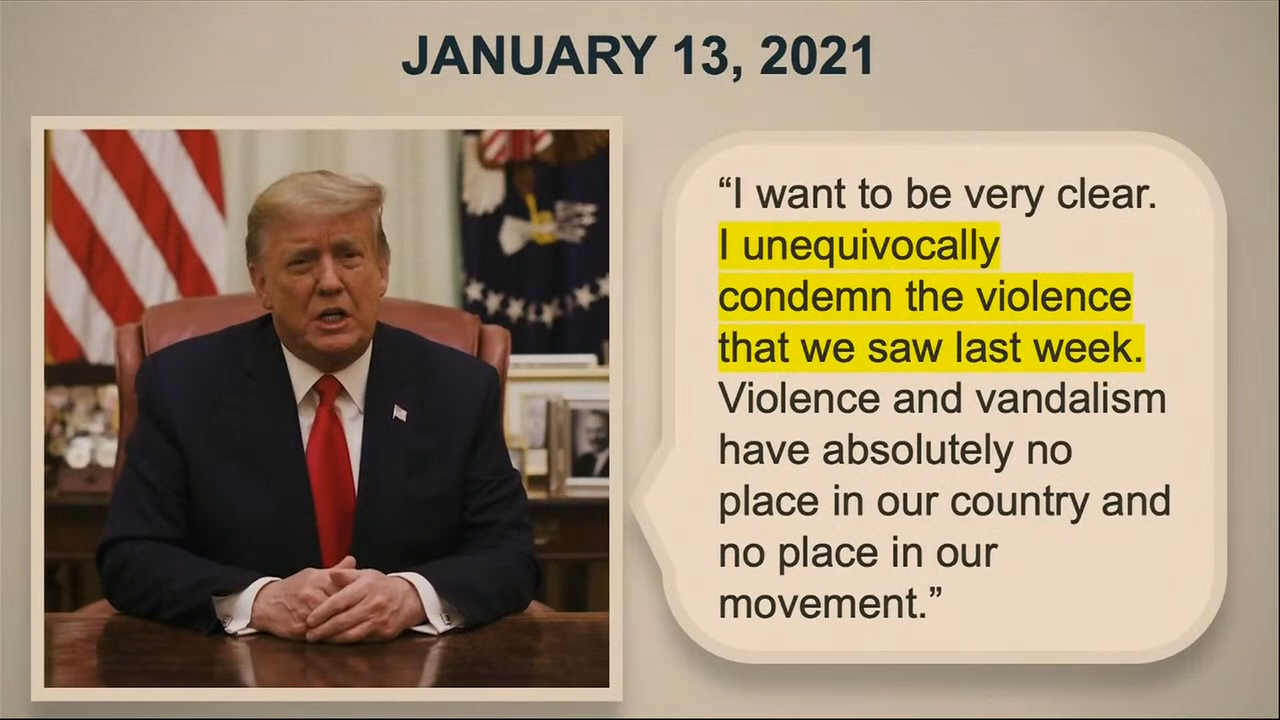 JANUARY 13, 2021
“I want to be very clear.
I unequivocally
condemn the violence
that we saw last week.
Violence and vandalism
have absolutely no
place in our country and
no place in our
movement.”